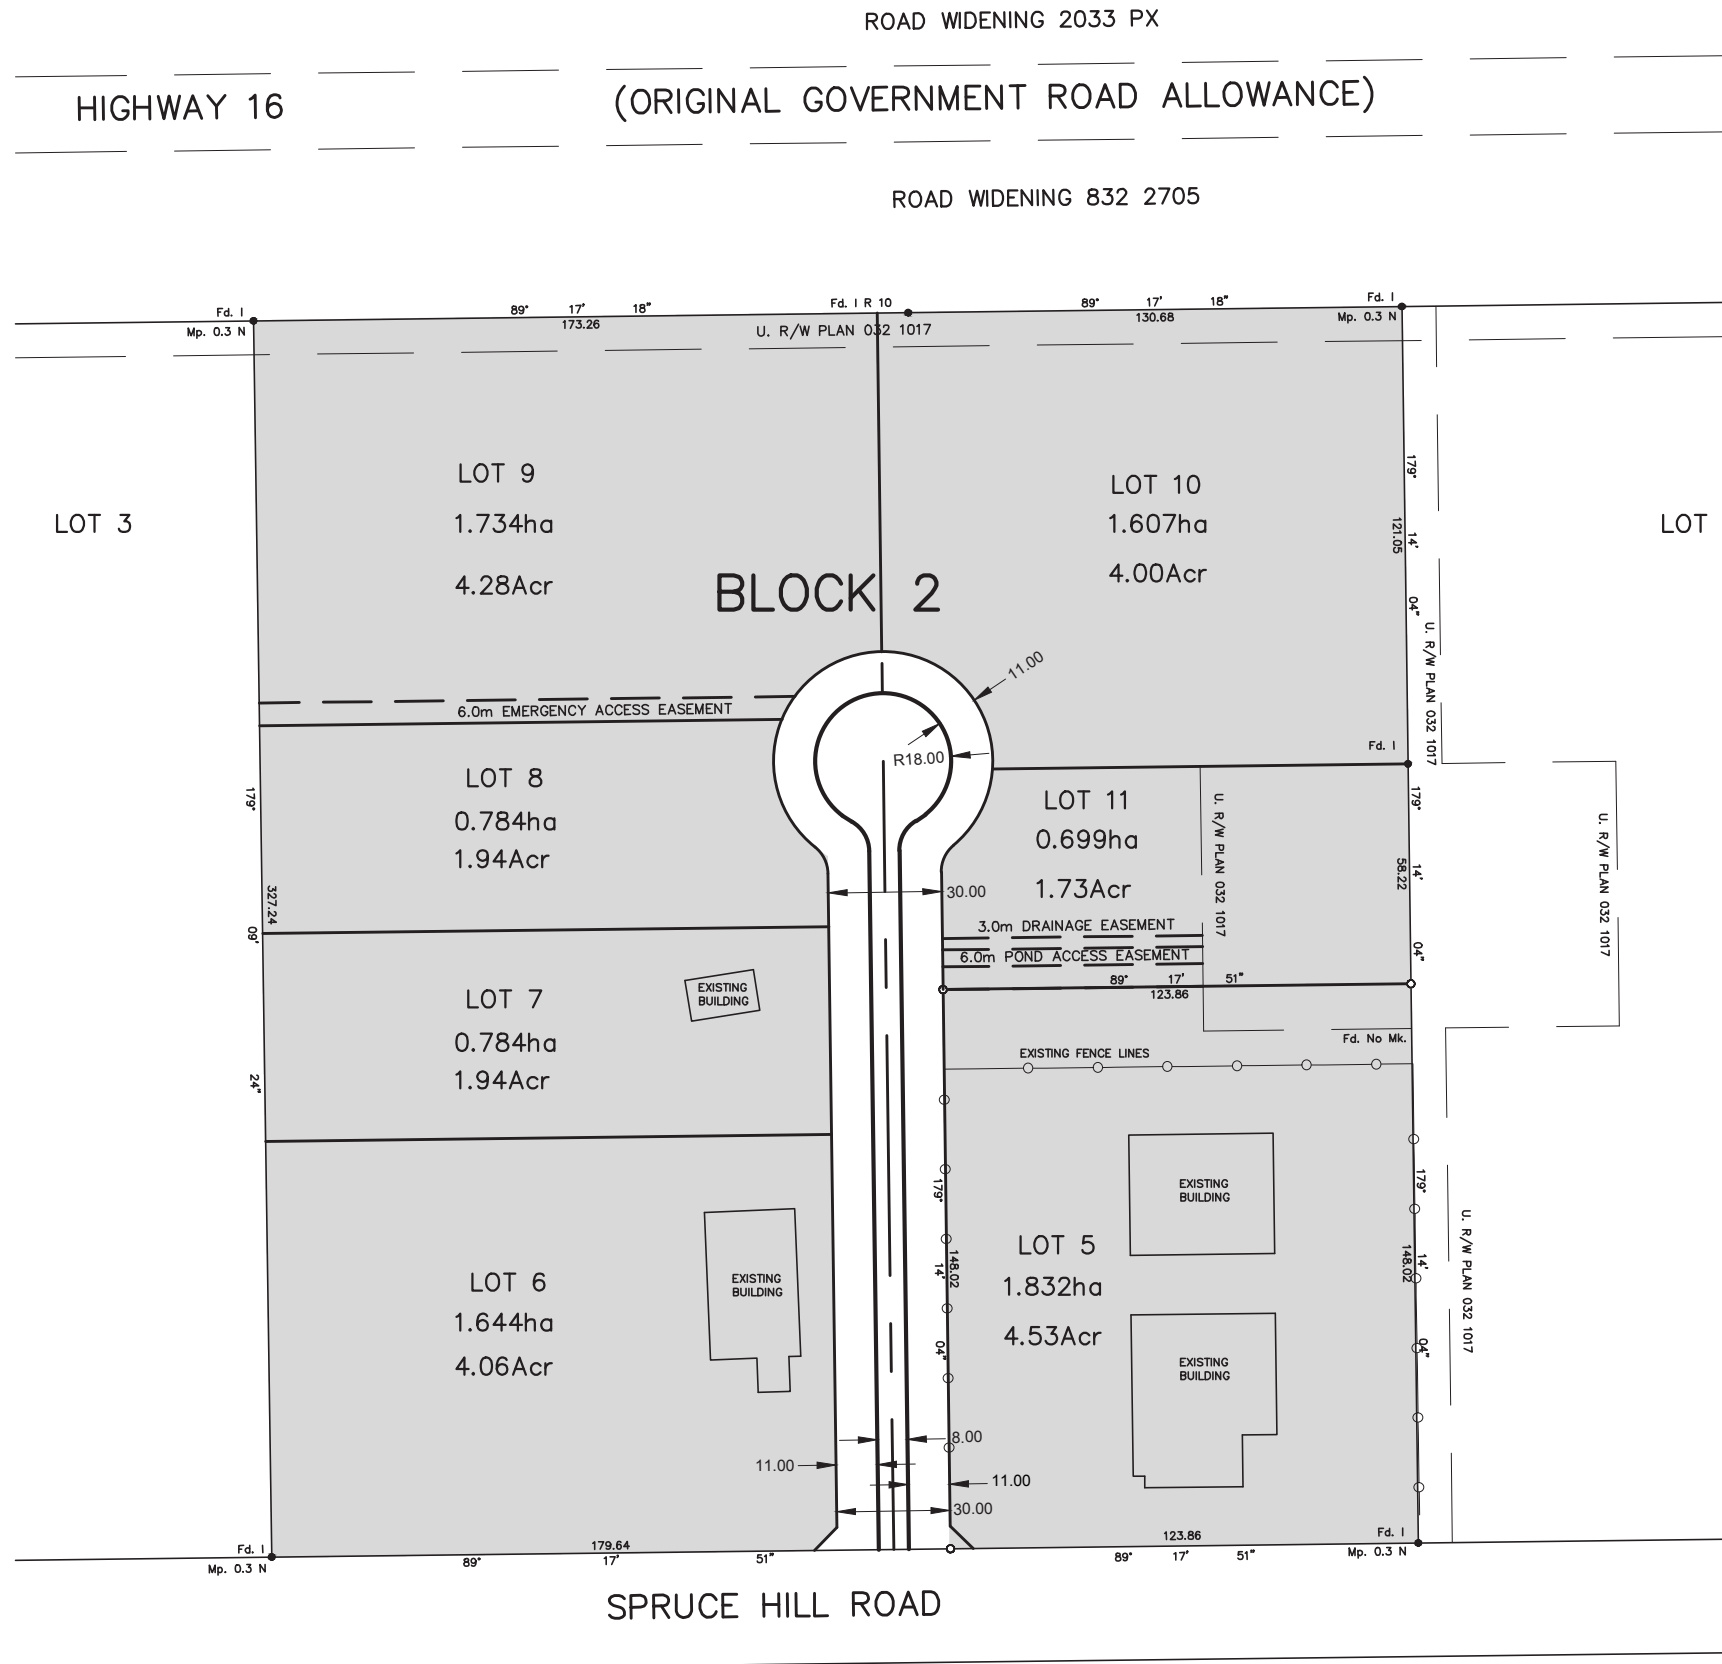 ROAD WIDENING 2033 PX
HIGHWAY 16
(ORIGINAL GOVERNMENT ROAD ALLOWANCE)
ROAD WIDENING 832 2705
Fd. I
Mp. 0.3 N
89° 17' 18"
173.26
Fd. I R 10
U. R/W PLAN 032 1017
89° 17' 18"
130.68
Fd. I
Mp. 0.3 N
LOT 3
LOT 9
1.734ha
4.28Acr
LOT 10
1.607ha
4.00Acr
LOT
BLOCK 2
179° 14' 04"
121.05
U. R/W PLAN 032 1017
11.00
6.0m EMERGENCY ACCESS EASEMENT
R18.00
Fd. I
LOT 8
0.784ha
1.94Acr
LOT 11
0.699ha
1.73Acr
U. R/W PLAN 032 1017
179° 14' 04"
58.22
U. R/W PLAN 032 1017
179° 09' 24"
327.24
30.00
3.0m DRAINAGE EASEMENT
6.0m POND ACCESS EASEMENT
89° 17' 51"
123.86
LOT 7
0.784ha
1.94Acr
EXISTING
BUILDING
Fd. No Mk.
EXISTING FENCE LINES
EXISTING
BUILDING
179° 14' 04"
148.02
LOT 5
1.832ha
4.53Acr
179° 14' 04"
148.02
U. R/W PLAN 032 1017
LOT 6
1.644ha
4.06Acr
EXISTING
BUILDING
EXISTING
BUILDING
8.00
11.00
11.00
30.00
Fd. I
Mp. 0.3 N
179.64
89° 17' 51"
123.86
89° 17' 51"
Fd. I
Mp. 0.3 N
SPRUCE HILL ROAD